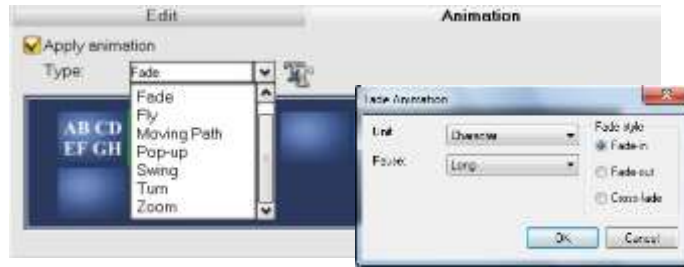 Edit
Animation
Apply animation
Type:
Fade
Fade
Fly
Moving Path
Pop-up
Swing
Turn
Zoom
AB CD
EF GH
Fade Animation
Unit:
Character
Pause:
Long
Fade style
Fade-in
Fade-out
Cross-fade
OK
Cancel